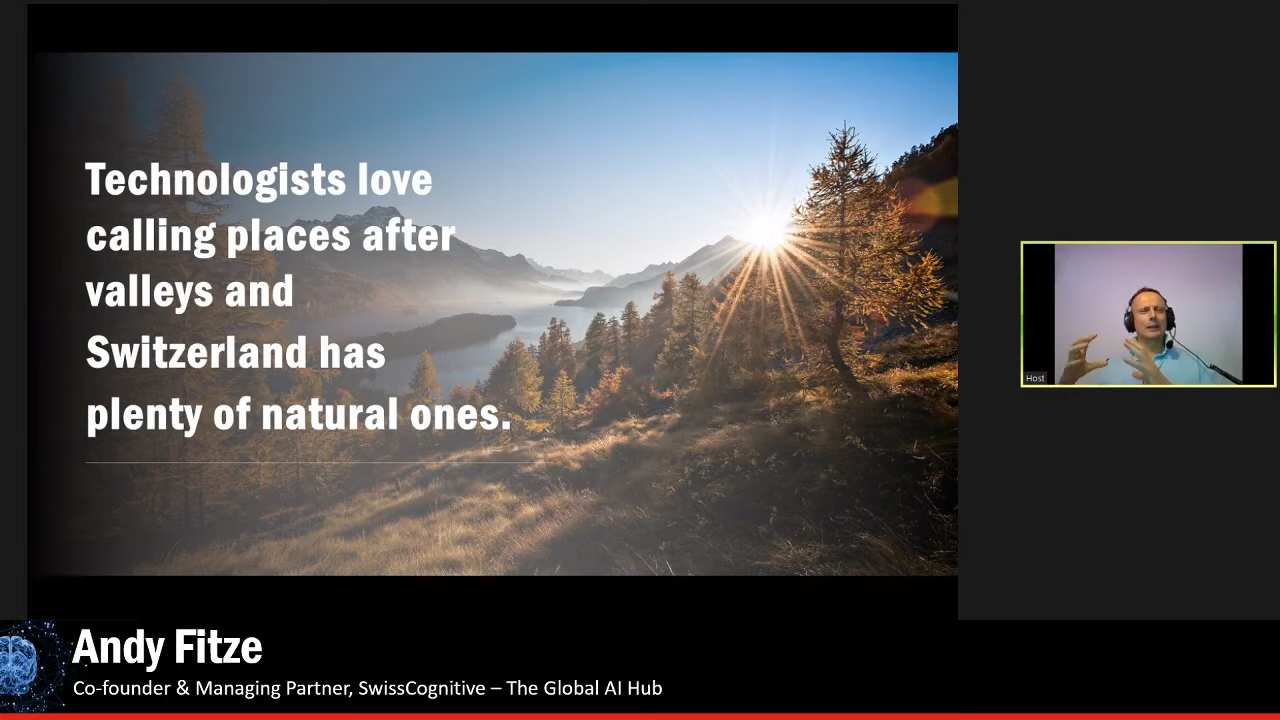 Technologists love
calling places after
valleys and
Switzerland has
plenty of natural ones.
Host
Andy Fitze
Co-founder & Managing Partner, SwissCognitive – The Global AI Hub